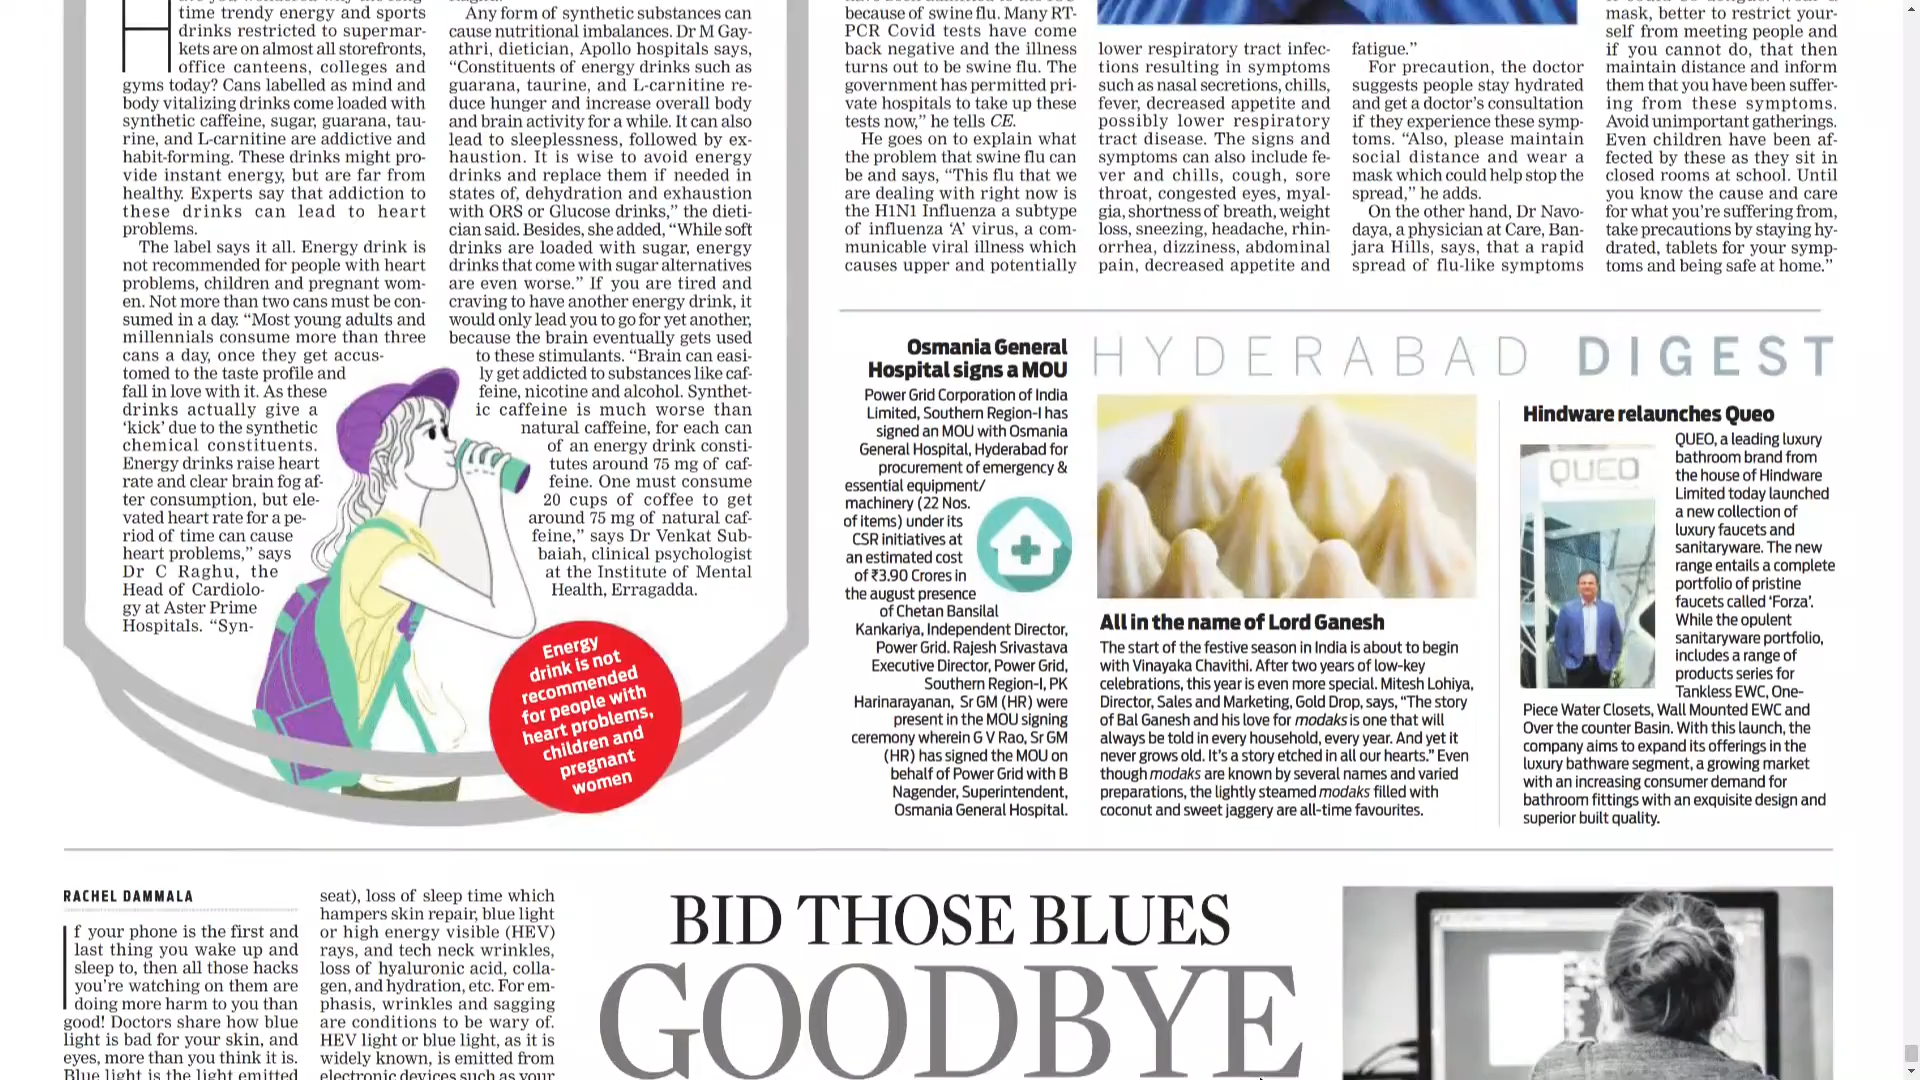 time trendy energy and sports
drinks restricted to supermar-
kets are on almost all storefronts,
office canteens, colleges and
gyms today? Cans labelled as mind and
body vitalizing drinks come loaded with
synthetic caffeine, sugar, guarana, tau-
rine, and L-carnitine are addictive and
habit-forming. These drinks might pro-
vide instant energy, but are far from
healthy. Experts say that addiction to
these drinks can lead to heart
problems.
The label says it all. Energy drink is
not recommended for people with heart
problems, children and pregnant wom-
en. Not more than two cans must be con-
sumed in a day. “Most young adults and
millennials consume more than three
cans a day, once they get accus-
tomed to the taste profile and
fall in love with it. As these
drinks actually give a
‘kick’ due to the synthetic
chemical constituents.
Energy drinks raise heart
rate and clear brain fog af-
ter consumption, but ele-
vated heart rate for a pe-
riod of time can cause
heart problems,” says
Dr C Raghu, the
Head of Cardiolo-
gy at Aster Prime
Hospitals. “Syn-
Any form of synthetic substances can
cause nutritional imbalances. Dr M Gay-
athri, dietician, Apollo hospitals says,
“Constituents of energy drinks such as
guarana, taurine, and L-carnitine re-
duce hunger and increase overall body
and brain activity for a while. It can also
lead to sleeplessness, followed by ex-
haustion. It is wise to avoid energy
drinks and replace them if needed in
states of, dehydration and exhaustion
with ORS or Glucose drinks,” the dieti-
cian said. Besides, she added, “While soft
drinks are loaded with sugar, energy
drinks that come with sugar alternatives
are even worse.” If you are tired and
craving to have another energy drink, it
would only lead you to go for yet another,
because the brain eventually gets used
to these stimulants. “Brain can easi-
ly get addicted to substances like caf-
feine, nicotine and alcohol. Synthet-
ic caffeine is much worse than
natural caffeine, for each can
of an energy drink consti-
tutes around 75 mg of caf-
feine. One must consume
20 cups of coffee to get
around 75 mg of natural caf-
feine,” says Dr Venkat Sub-
baiah, clinical psychologist
at the Institute of Mental
Health, Erragadda.
Energy
drink is not
recommended
for people with
heart problems,
children and
pregnant
women
because of swine flu. Many RT-
PCR Covid tests have come
back negative and the illness
turns out to be swine flu. The
government has permitted pri-
vate hospitals to take up these
tests now,” he tells CE.
He goes on to explain what
the problem that swine flu can
be and says, “This flu that we
are dealing with right now is
the H1N1 Influenza a subtype
of influenza ‘A’ virus, a com-
municable viral illness which
causes upper and potentially
lower respiratory tract infec-
tions resulting in symptoms
such as nasal secretions, chills,
fever, decreased appetite and
possibly lower respiratory
tract disease. The signs and
symptoms can also include fe-
ver and chills, cough, sore
throat, congested eyes, myal-
gia, shortness of breath, weight
loss, sneezing, headache, rhin-
orrhea, dizziness, abdominal
pain, decreased appetite and
fatigue.”
For precaution, the doctor
suggests people stay hydrated
and get a doctor’s consultation
if they experience these symp-
toms. “Also, please maintain
social distance and wear a
mask which could help stop the
spread,” he adds.
On the other hand, Dr Navo-
daya, a physician at Care, Ban-
jara Hills, says, that a rapid
spread of flu-like symptoms
mask, better to restrict your-
self from meeting people and
if you cannot do, that then
maintain distance and inform
them that you have been suffer-
ing from these symptoms.
Avoid unimportant gatherings.
Even children have been af-
fected by these as they sit in
closed rooms at school. Until
you know the cause and care
for what you’re suffering from,
take precautions by staying hy-
drated, tablets for your symp-
toms and being safe at home.”
HYDERABAD DIGEST
Osmania General
Hospital signs a MOU
Power Grid Corporation of India
Limited, Southern Region-I has
signed an MOU with Osmania
General Hospital, Hyderabad for
procurement of emergency &
essential equipment/
machinery (22 Nos.
of items) under its
CSR initiatives at
an estimated cost
of ₹3.90 Crores in
the august presence
of Chetan Bansilal
Kankariya, Independent Director,
Power Grid. Rajesh Srivastava
Executive Director, Power Grid,
Southern Region-I, PK
Harinarayanan, Sr GM (HR) were
present in the MOU signing
ceremony wherein G V Rao, Sr GM
(HR) has signed the MOU on
behalf of Power Grid with B
Nagender, Superintendent,
Osmania General Hospital.
All in the name of Lord Ganesh
The start of the festive season in India is about to begin
with Vinayaka Chavithi. After two years of low-key
celebrations, this year is even more special. Mitesh Lohiya,
Director, Sales and Marketing, Gold Drop, says, “The story
of Bal Ganesh and his love for modaks is one that will
always be told in every household, every year. And yet it
never grows old. It’s a story etched in all our hearts.” Even
though modaks are known by several names and varied
preparations, the lightly steamed modaks filled with
coconut and sweet jaggery are all-time favourites.
Hindware relaunches Queo
QUEO
QUEO, a leading luxury
bathroom brand from
the house of Hindware
Limited today launched
a new collection of
luxury faucets and
sanitaryware. The new
range entails a complete
portfolio of pristine
faucets called ‘Forza’.
While the opulent
sanitaryware portfolio,
includes a range of
products series for
Tankless EWC, One-
Piece Water Closets, Wall Mounted EWC and
Over the counter Basin. With this launch, the
company aims to expand its offerings in the
luxury bathware segment, a growing market
with an increasing consumer demand for
bathroom fittings with an exquisite design and
superior built quality.
RACHEL DAMMALA
If your phone is the first and
last thing you wake up and
sleep to, then all those hacks
you’re watching on them are
doing more harm to you than
good! Doctors share how blue
light is bad for your skin, and
eyes, more than you think it is.
Blue light is the light emitted
seat), loss of sleep time which
hampers skin repair, blue light
or high energy visible (HEV)
rays, and tech neck wrinkles,
loss of hyaluronic acid, colla-
gen, and hydration, etc. For em-
phasis, wrinkles and sagging
are conditions to be wary of.
HEV light or blue light, as it is
widely known, is emitted from
electronic devices such as your
BID THOSE BLUES
GOODBYE